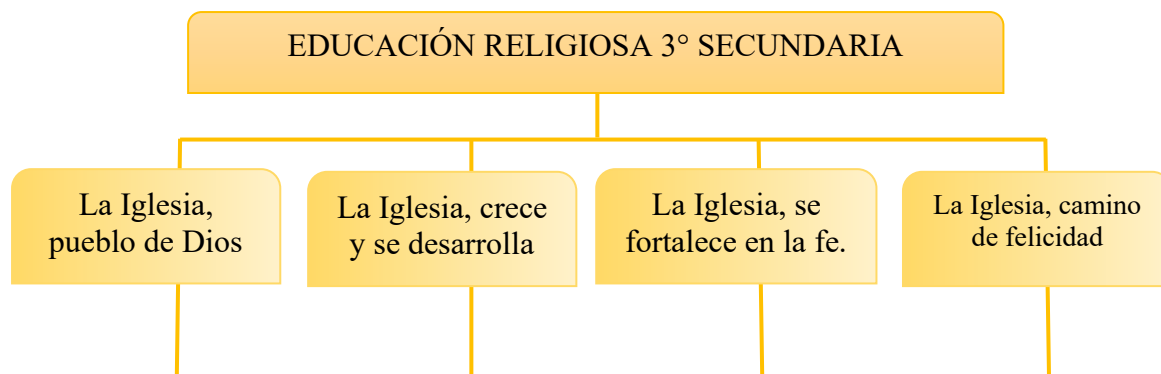 EDUCACIÓN RELIGIOSA 3° SECUNDARIA
La Iglesia,
pueblo de Dios
La Iglesia, crece
y se desarrolla
La Iglesia, se
fortalece en la fe.
La Iglesia, camino
de felicidad